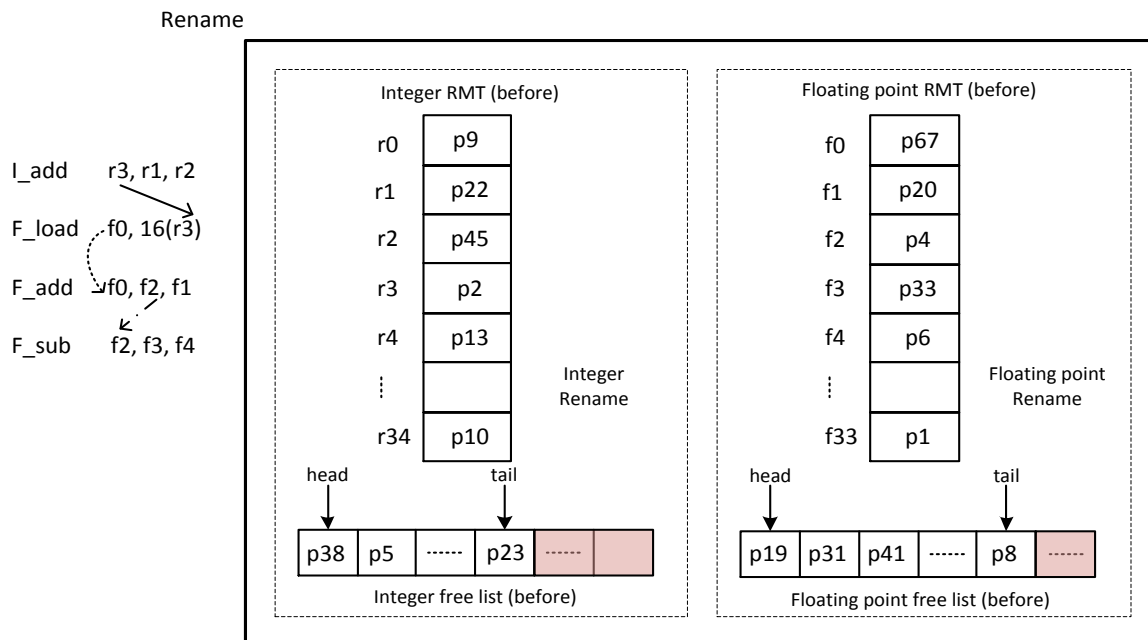 Rename
I_add r3, r1, r2
F_load f0, 16(r3)
F_add f0, f2, f1
F_sub f2, f3, f4
Integer RMT (before)
r0 p9
r1 p22
r2 p45
r3 p2
r4 p13
r34 p10
Integer
Rename
head tail
p38 p5 ------ p23 ------
Integer free list (before)
Floating point RMT (before)
f0 p67
f1 p20
f2 p4
f3 p33
f4 p6
f33 p1
Floating point
Rename
head tail
p19 p31 p41 ------ p8 ------
Floating point free list (before)